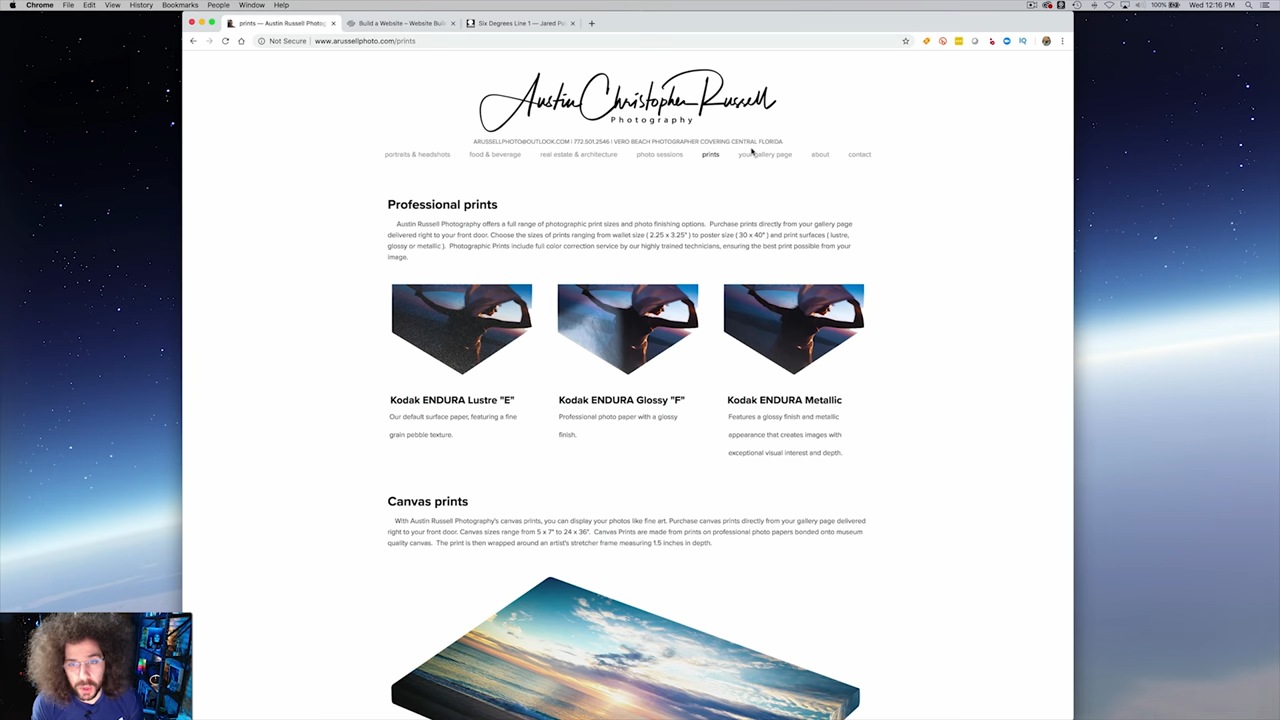 Chrome File Edit View History Bookmarks People Window Help
100% Wed 12:16 PM
prints — Austin Russell Photog
Build a Website – Website Buil
Six Degrees Line 1 — Jared Po
Not Secure | www.arussellphoto.com/prints
Austin Christopher Russell
Photography
ARUSSELLPHOTO@OUTLOOK.COM | 772.501.2546 | VERO BEACH PHOTOGRAPHER COVERING CENTRAL FLORIDA
portraits & headshots food & beverage real estate & architecture photo sessions prints your gallery page about contact
Professional prints
Austin Russell Photography offers a full range of photographic print sizes and photo finishing options. Purchase prints directly from your gallery page
delivered right to your front door. Choose the sizes of prints ranging from wallet size ( 2.25 x 3.25" ) to poster size ( 30 x 40" ) and print surfaces ( lustre,
glossy or metallic ). Photographic Prints include full color correction service by our highly trained technicians, ensuring the best print possible from your
image.
Kodak ENDURA Lustre "E"
Our default surface paper, featuring a fine
grain pebble texture.
Kodak ENDURA Glossy "F"
Professional photo paper with a glossy
finish.
Kodak ENDURA Metallic
Features a glossy finish and metallic
appearance that creates images with
exceptional visual interest and depth.
Canvas prints
With Austin Russell Photography's canvas prints, you can display your photos like fine art. Purchase canvas prints directly from your gallery page delivered
right to your front door. Canvas sizes range from 5 x 7" to 24 x 36". Canvas Prints are made from prints on professional photo papers bonded onto museum
quality canvas. The print is then wrapped around an artist's stretcher frame measuring 1.5 inches in depth.